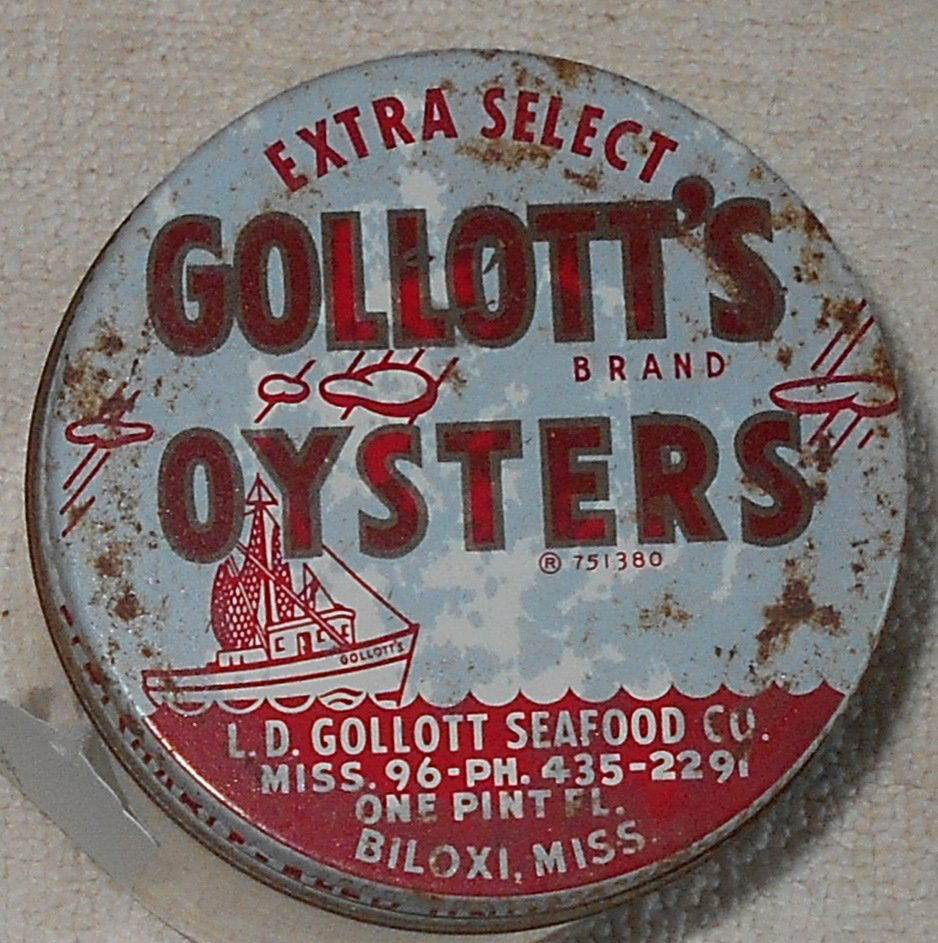 EXTRA SELECT
GOLLOTT'S
BRAND
OYSTERS
® 751380
GOLLOTT'S
L.D. GOLLOTT SEAFOOD CO.
MISS. 96-PH. 435-2291
ONE PINT FL.
BILOXI, MISS.